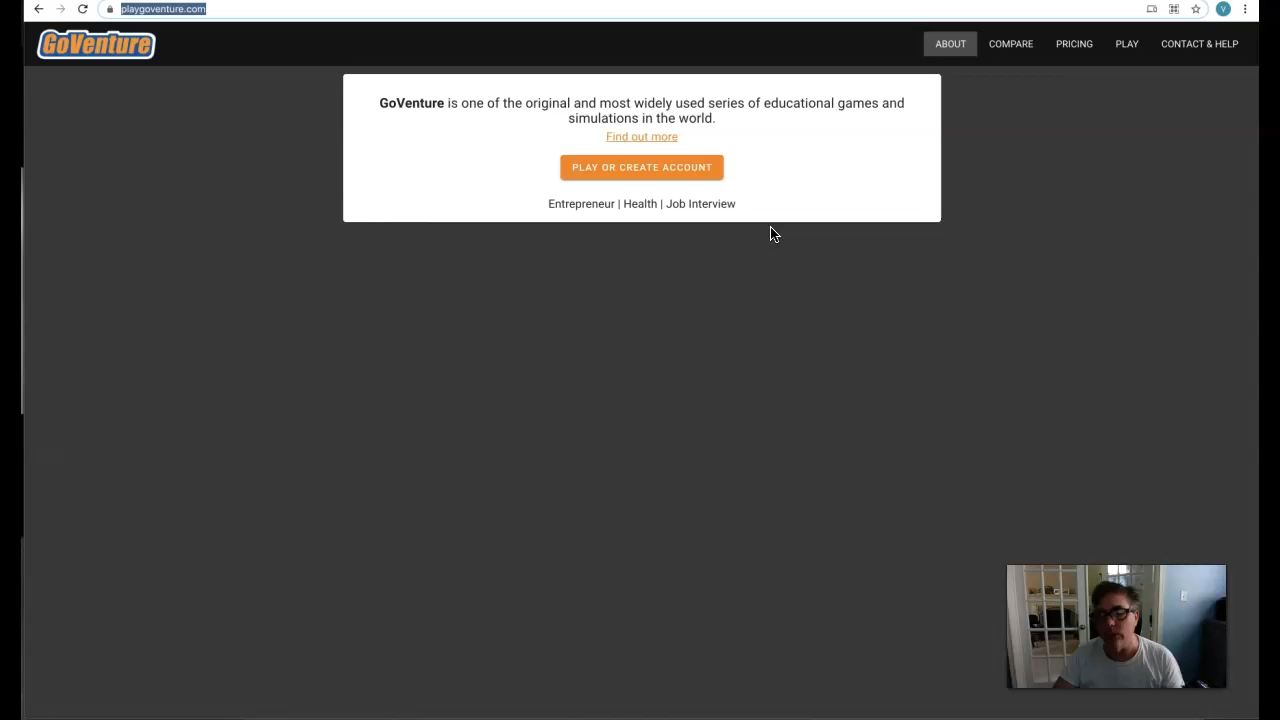 playgoventure.com
V
GoVenture
ABOUT
COMPARE
PRICING
PLAY
CONTACT & HELP
GoVenture is one of the original and most widely used series of educational games and
simulations in the world.
Find out more
PLAY OR CREATE ACCOUNT
Entrepreneur | Health | Job Interview